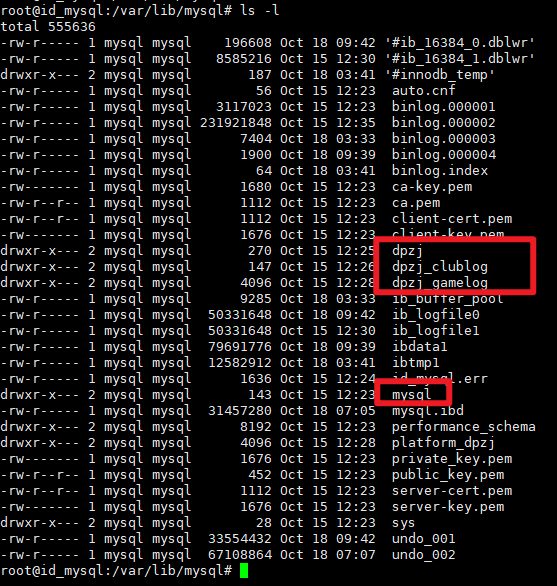 root@id_mysql:/var/lib/mysql# ls -l
total 555636
-rw-r----- 1 mysql mysql    196608 Oct 18 09:42 '#ib_16384_0.dblwr'
-rw-r----- 1 mysql mysql   8585216 Oct 15 12:30 '#ib_16384_1.dblwr'
drwxr-x--- 2 mysql mysql       187 Oct 18 03:41 '#innodb_temp'
-rw-r----- 1 mysql mysql        56 Oct 15 12:23  auto.cnf
-rw-r----- 1 mysql mysql   3117023 Oct 15 12:23  binlog.000001
-rw-r----- 1 mysql mysql 231921848 Oct 15 12:35  binlog.000002
-rw-r----- 1 mysql mysql      7404 Oct 18 03:33  binlog.000003
-rw-r----- 1 mysql mysql      1900 Oct 18 09:39  binlog.000004
-rw-r----- 1 mysql mysql        64 Oct 18 03:41  binlog.index
-rw------- 1 mysql mysql      1680 Oct 15 12:23  ca-key.pem
-rw-r--r-- 1 mysql mysql      1112 Oct 15 12:23  ca.pem
-rw-r--r-- 1 mysql mysql      1112 Oct 15 12:23  client-cert.pem
-rw------- 1 mysql mysql      1676 Oct 15 12:23  client-key.pem
drwxr-x--- 2 mysql mysql       270 Oct 15 12:25  dpzj
drwxr-x--- 2 mysql mysql       147 Oct 15 12:26  dpzj_clublog
drwxr-x--- 2 mysql mysql      4096 Oct 15 12:28  dpzj_gamelog
-rw-r----- 1 mysql mysql      9285 Oct 18 03:33  ib_buffer_pool
-rw-r----- 1 mysql mysql  50331648 Oct 18 09:42  ib_logfile0
-rw-r----- 1 mysql mysql  50331648 Oct 15 12:30  ib_logfile1
-rw-r----- 1 mysql mysql  79691776 Oct 18 09:39  ibdata1
-rw-r----- 1 mysql mysql  12582912 Oct 18 03:41  ibtmp1
-rw-r----- 1 mysql mysql      1636 Oct 15 12:24  id_mysql.err
drwxr-x--- 2 mysql mysql       143 Oct 15 12:23  mysql
-rw-r----- 1 mysql mysql  31457280 Oct 18 07:05  mysql.ibd
drwxr-x--- 2 mysql mysql      8192 Oct 15 12:23  performance_schema
drwxr-x--- 2 mysql mysql      4096 Oct 15 12:28  platform_dpzj
-rw------- 1 mysql mysql      1676 Oct 15 12:23  private_key.pem
-rw-r--r-- 1 mysql mysql       452 Oct 15 12:23  public_key.pem
-rw-r--r-- 1 mysql mysql      1112 Oct 15 12:23  server-cert.pem
-rw------- 1 mysql mysql      1676 Oct 15 12:23  server-key.pem
drwxr-x--- 2 mysql mysql        28 Oct 15 12:23  sys
-rw-r----- 1 mysql mysql  33554432 Oct 18 09:42  undo_001
-rw-r----- 1 mysql mysql  67108864 Oct 18 07:07  undo_002
root@id_mysql:/var/lib/mysql#